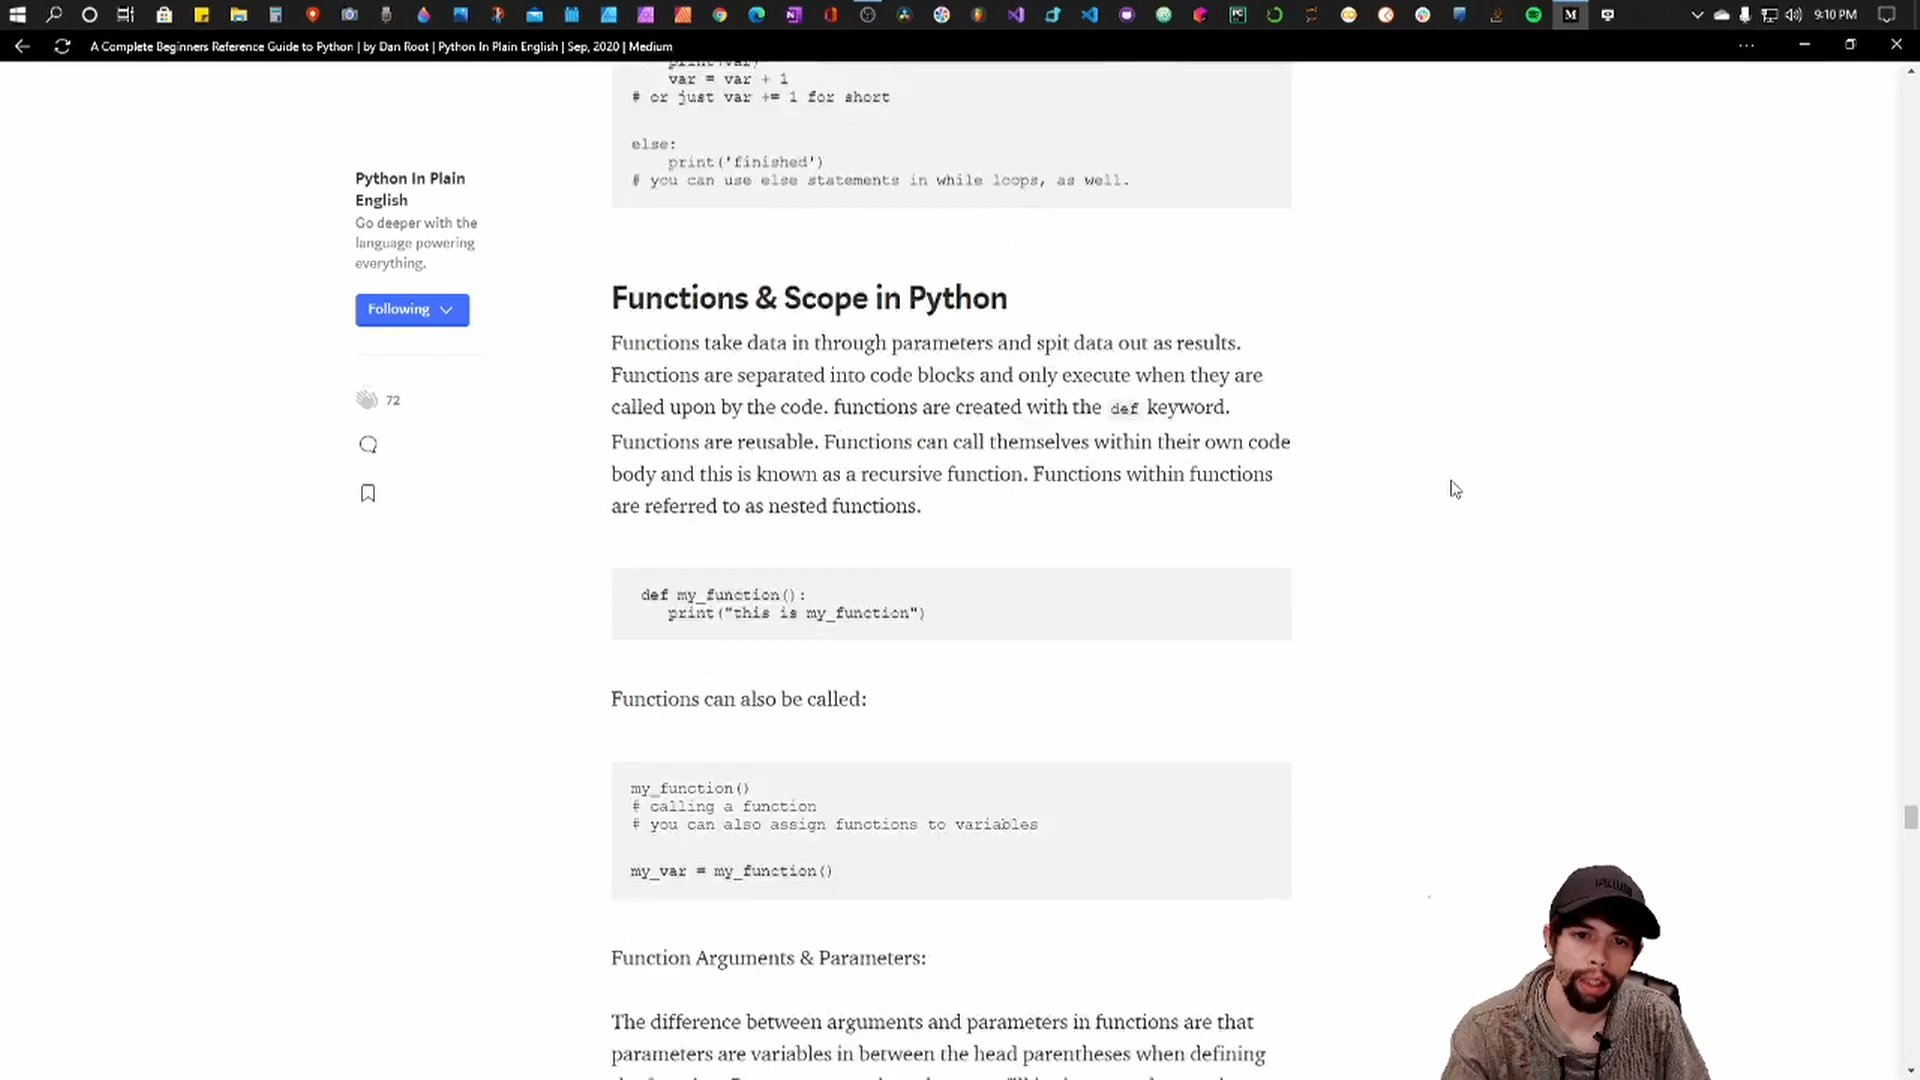 9:10 PM
A Complete Beginners Reference Guide to Python | by Dan Root | Python In Plain English | Sep, 2020 | Medium
print(var)
var = var + 1
# or just var += 1 for short
else:
print('finished')
# you can use else statements in while loops, as well.
Python In Plain
English
Go deeper with the
language powering
everything.
Following
72
Functions & Scope in Python
Functions take data in through parameters and spit data out as results.
Functions are separated into code blocks and only execute when they are
called upon by the code. functions are created with the def keyword.
Functions are reusable. Functions can call themselves within their own code
body and this is known as a recursive function. Functions within functions
are referred to as nested functions.
def my_function():
print("this is my_function")
Functions can also be called:
my_function()
# calling a function
# you can also assign functions to variables
my_var = my_function()
Function Arguments & Parameters:
The difference between arguments and parameters in functions are that
parameters are variables in between the head parentheses when defining